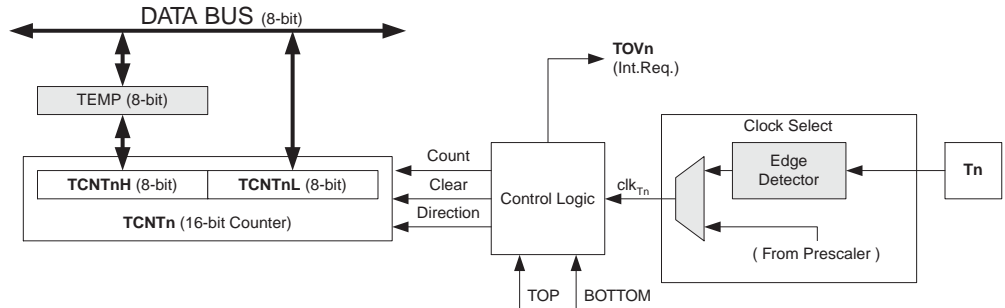 DATA BUS (8-bit)
TOVn
(Int.Req.)
TEMP (8-bit)
Clock Select
Count
Edge
Detector
Tn
TCNTnH (8-bit) TCNTnL (8-bit)
Clear
Control Logic
clkTn
TCNTn (16-bit Counter)
Direction
( From Prescaler )
TOP BOTTOM